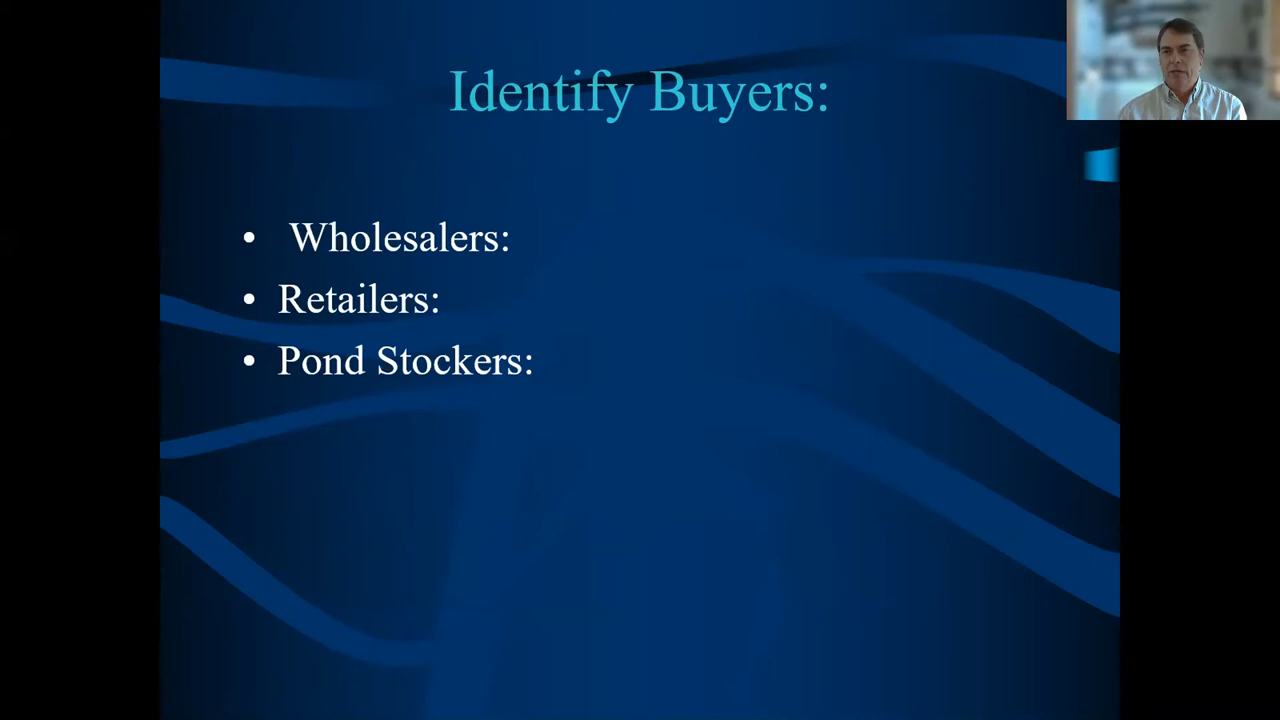 Identify Buyers:
• Wholesalers:
• Retailers:
• Pond Stockers: